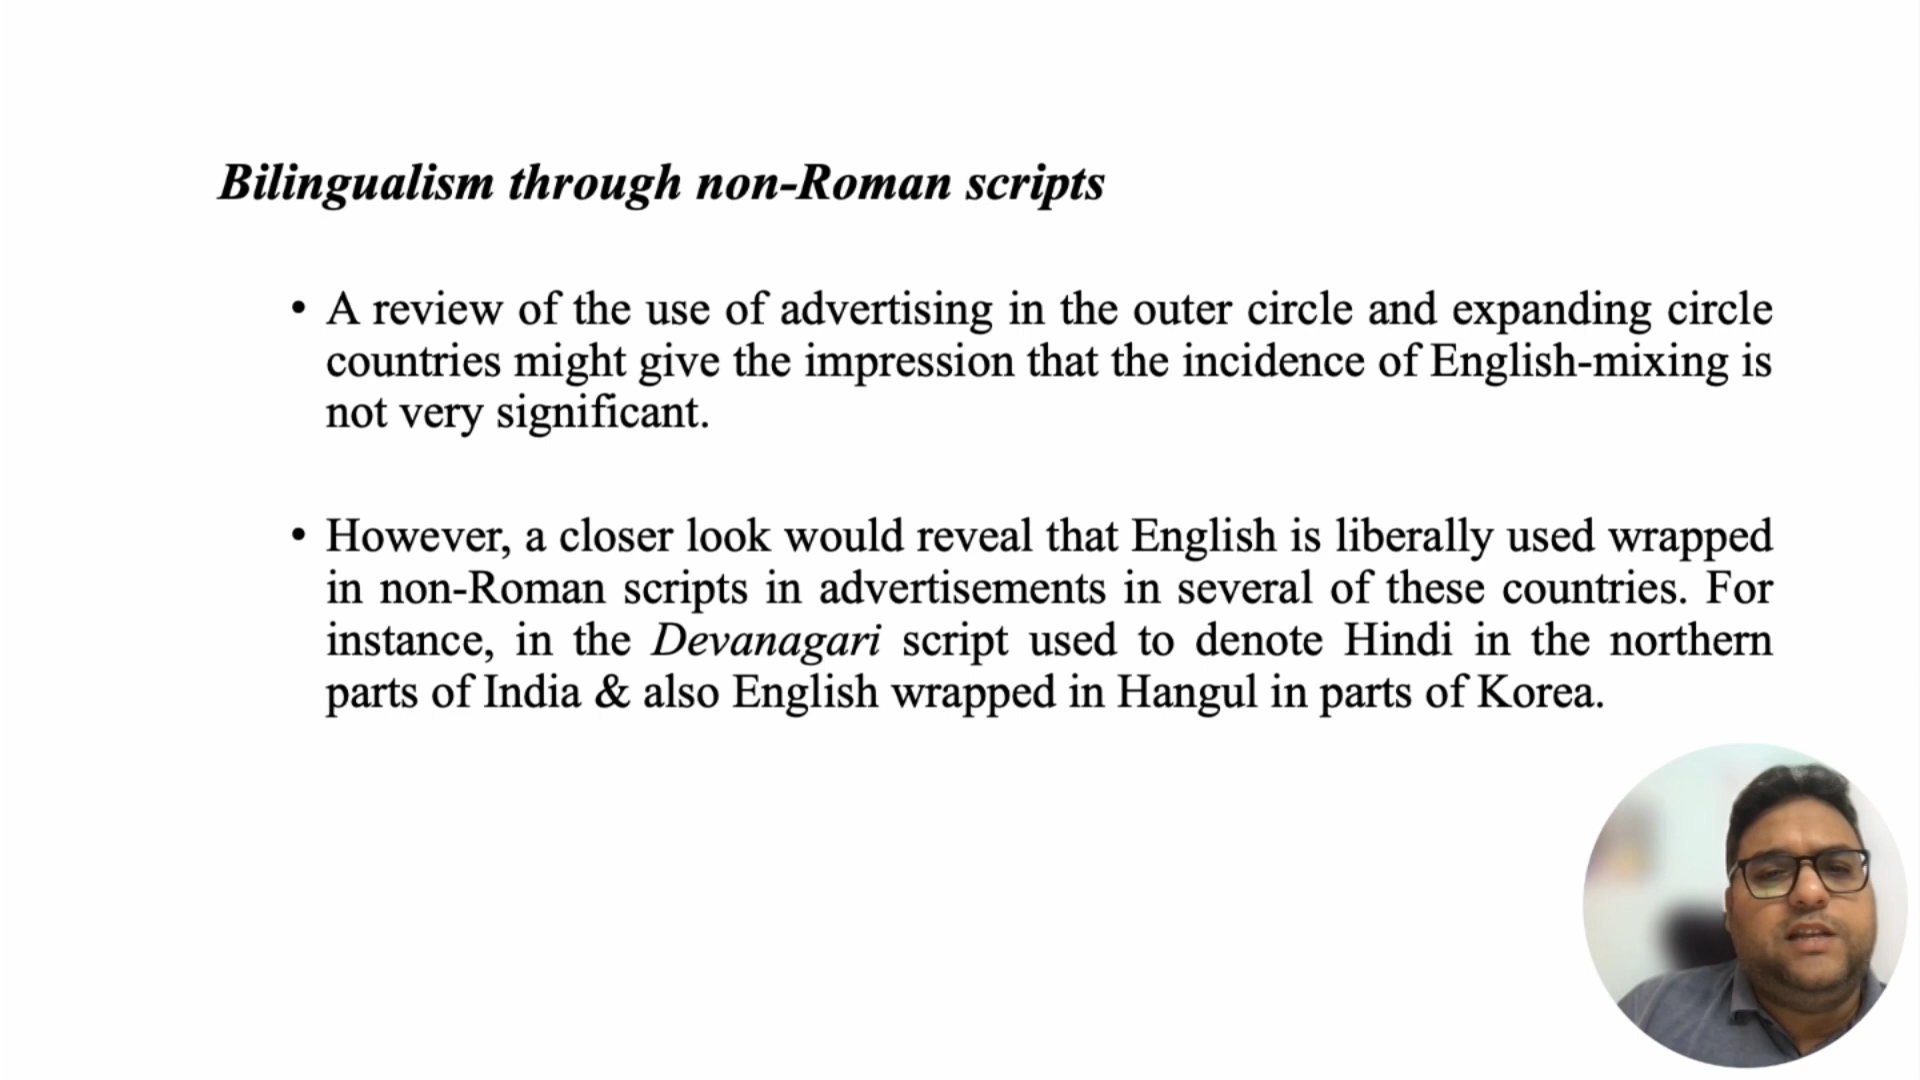 Bilingualism through non-Roman scripts
• A review of the use of advertising in the outer circle and expanding circle
countries might give the impression that the incidence of English-mixing is
not very significant.
• However, a closer look would reveal that English is liberally used wrapped
in non-Roman scripts in advertisements in several of these countries. For
instance, in the Devanagari script used to denote Hindi in the northern
parts of India & also English wrapped in Hangul in parts of Korea.